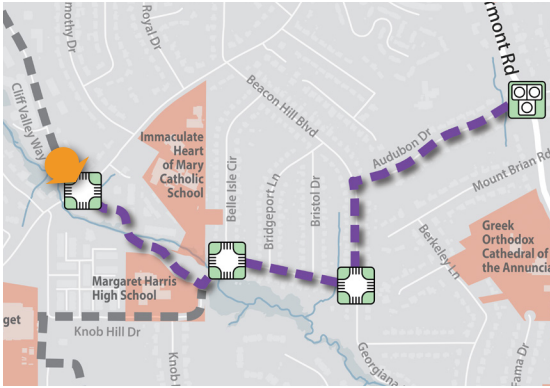 mothy Dr
Royal Dr
rmont Rd
Cliff Valley Way
Beacon Hill Blvd
Immaculate
Heart
of Mary
Catholic
School
Audubon Dr
Mount Brian Rd
Belle Isle Cir
Bridgeport Ln
Bristol Dr
Berkeley Ln
Greek
Orthodox
Cathedral of
the Annuncia
Margaret Harris
High School
get
Knob Hill Dr
Knob
Georgiana
ama Dr